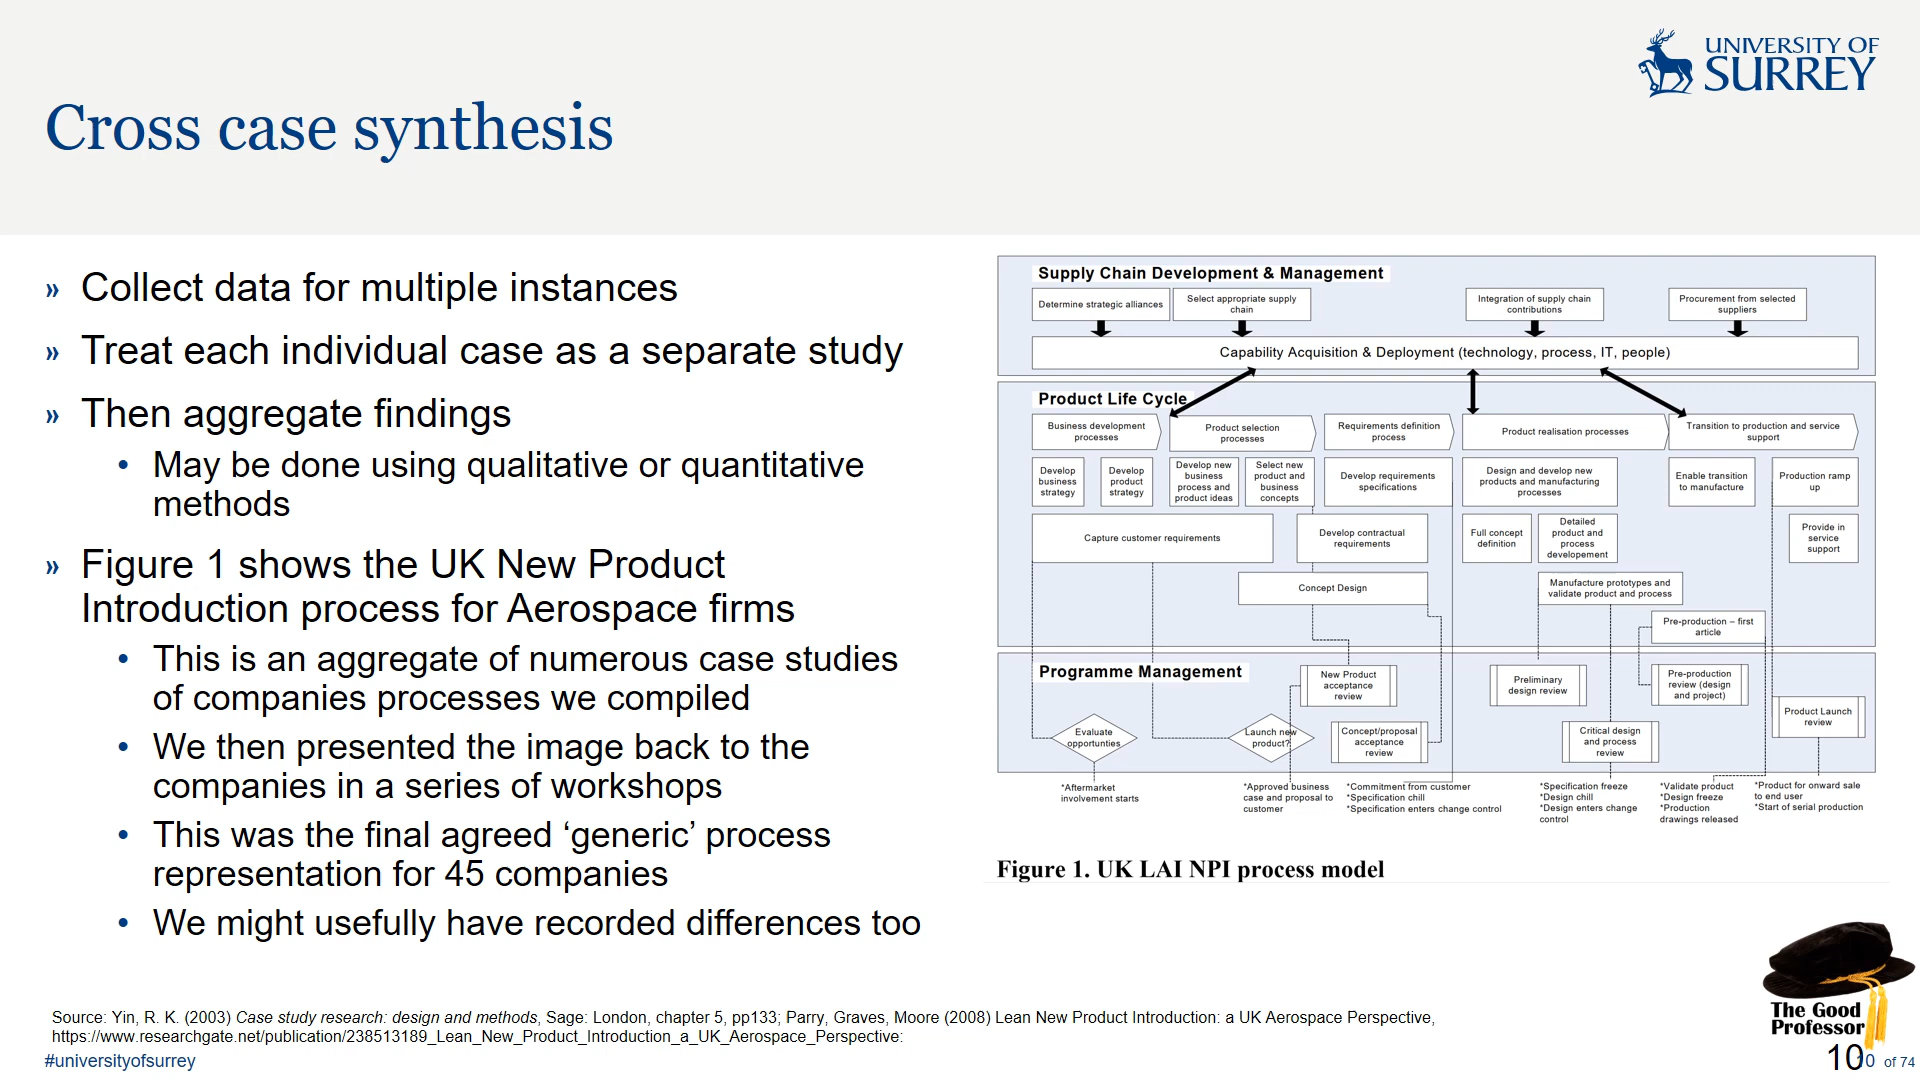 UNIVERSITY OF
SURREY
Cross case synthesis
» Collect data for multiple instances
» Treat each individual case as a separate study
» Then aggregate findings
• May be done using qualitative or quantitative
methods
» Figure 1 shows the UK New Product
Introduction process for Aerospace firms
• This is an aggregate of numerous case studies
of companies processes we compiled
• We then presented the image back to the
companies in a series of workshops
• This was the final agreed ‘generic’ process
representation for 45 companies
• We might usefully have recorded differences too
Supply Chain Development & Management
Determine strategic alliances
Select appropriate supply
chain
Integration of supply chain
contributions
Procurement from selected
suppliers
Capability Acquisition & Deployment (technology, process, IT, people)
Product Life Cycle
Business development
processes
Product selection
processes
Requirements definition
process
Product realisation processes
Transition to production and service
support
Develop
business
strategy
Develop
product
strategy
Develop new
business
process and
product ideas
Select new
product and
business
concepts
Develop requirements
specifications
Design and develop new
products and manufacturing
processes
Enable transition
to manufacture
Production ramp
up
Capture customer requirements
Develop contractual
requirements
Full concept
definition
Detailed
product and
process
developement
Provide in
service
support
Concept Design
Manufacture prototypes and
validate product and process
Pre-production – first
article
Programme Management
New Product
acceptance
review
Preliminary
design review
Pre-production
review (design
and project)
Product Launch
review
Evaluate
opportunties
Launch new
product?
Concept/proposal
acceptance
review
Critical design
and process
review
*Aftermarket
involvement starts
*Approved business
case and proposal to
customer
*Commitment from customer
*Specification chill
*Specification enters change control
*Specification freeze
*Design chill
*Design enters change
control
*Validate product
*Design freeze
*Production
drawings released
*Product for onward sale
to end user
*Start of serial production
Figure 1. UK LAI NPI process model
The Good
Professor
Source: Yin, R. K. (2003) Case study research: design and methods, Sage: London, chapter 5, pp133; Parry, Graves, Moore (2008) Lean New Product Introduction: a UK Aerospace Perspective,
https://www.researchgate.net/publication/238513189_Lean_New_Product_Introduction_a_UK_Aerospace_Perspective:
#universityofsurrey
10
10 of 74